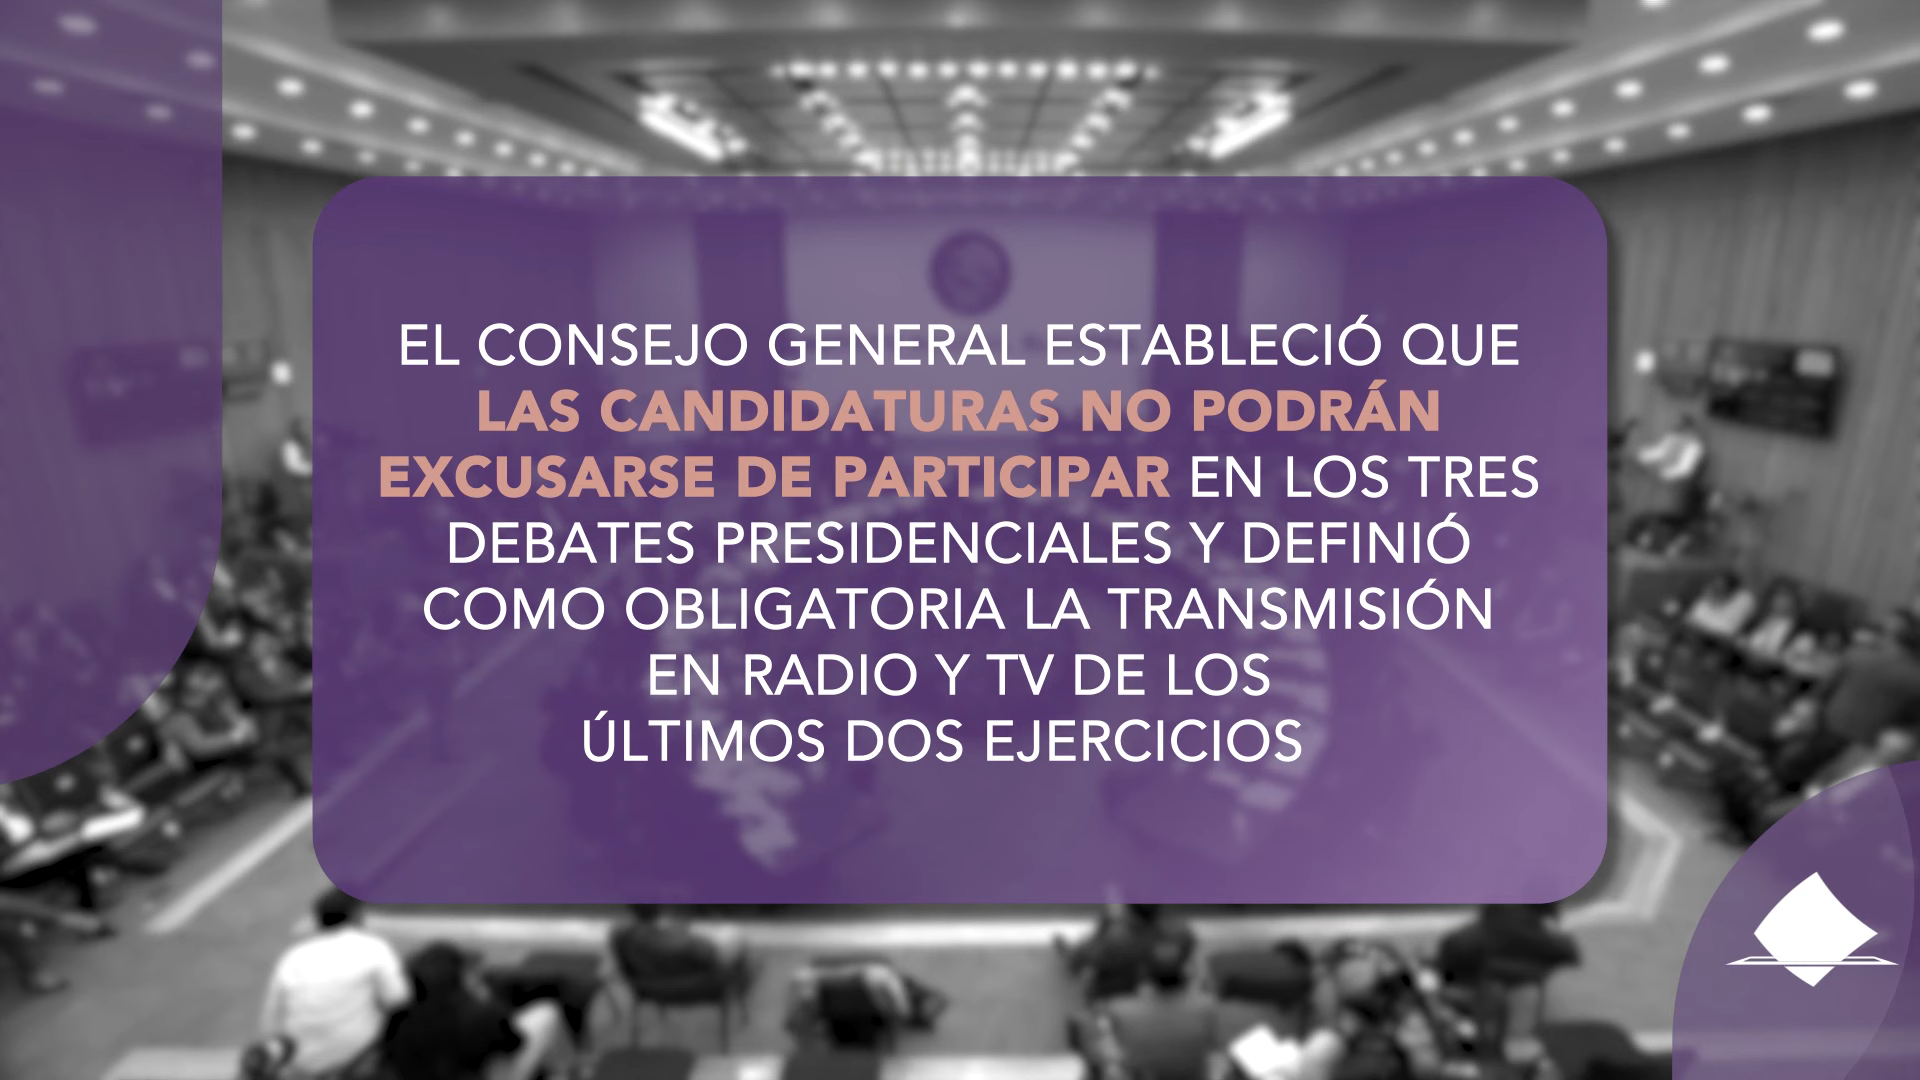 EL CONSEJO GENERAL ESTABLECIÓ QUE
LAS CANDIDATURAS NO PODRÁN
EXCUSARSE DE PARTICIPAR EN LOS TRES
DEBATES PRESIDENCIALES Y DEFINIÓ
COMO OBLIGATORIA LA TRANSMISIÓN
EN RADIO Y TV DE LOS
ÚLTIMOS DOS EJERCICIOS